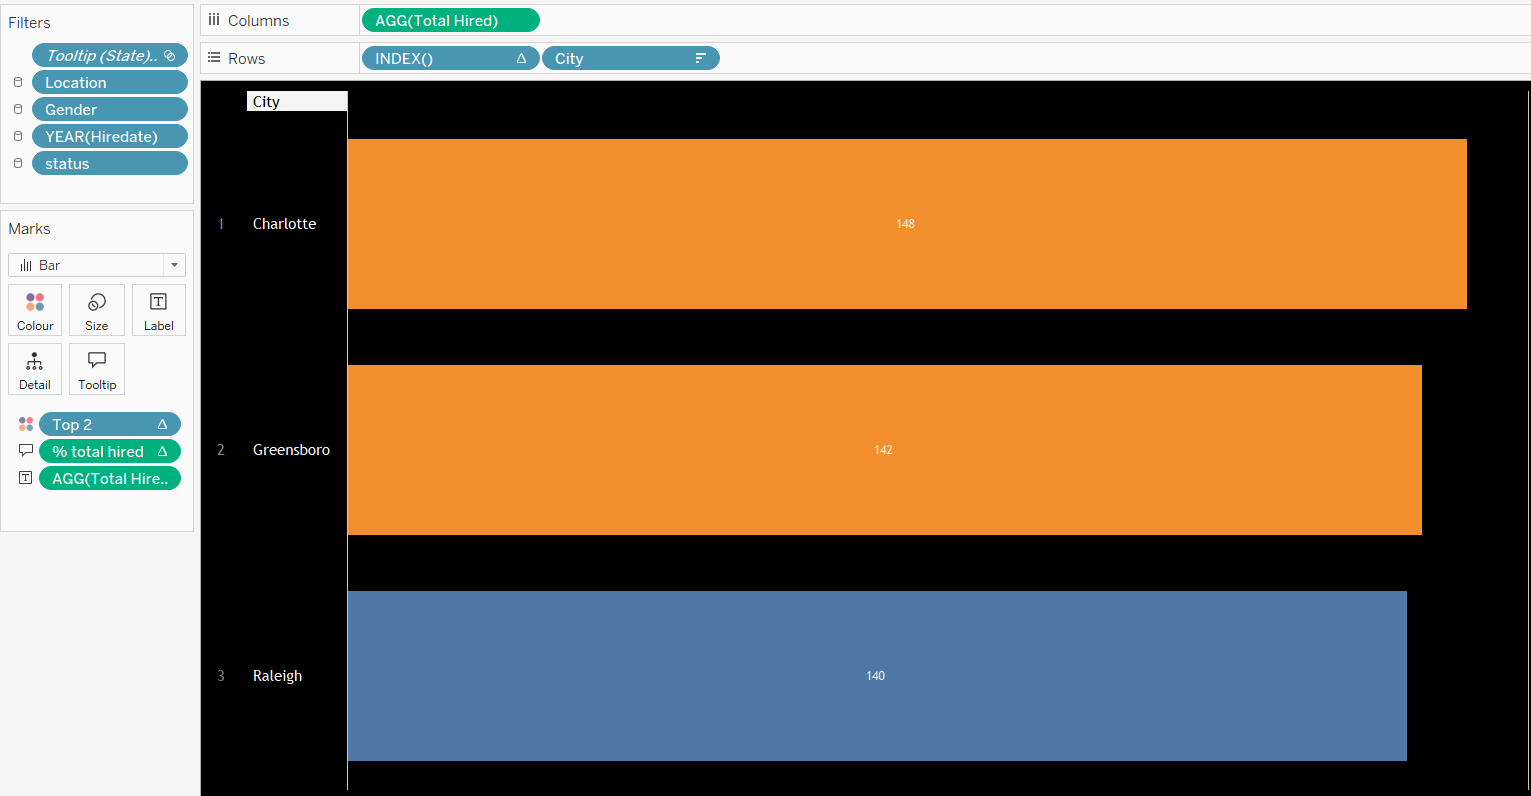 Filters
Tooltip (State)..
Location
Gender
YEAR(Hiredate)
status
Marks
Bar
Colour
Size
Label
Detail
Tooltip
Top 2
% total hired
AGG(Total Hire..
Columns
AGG(Total Hired)
Rows
INDEX()
City
City
1
Charlotte
148
2
Greensboro
142
3
Raleigh
140